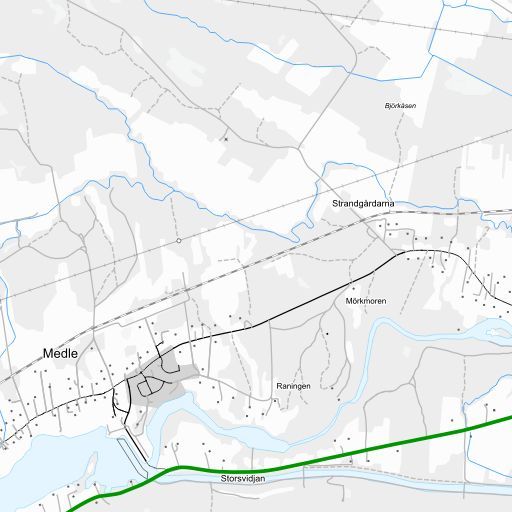 Björkåsen
Strandgårdarna
Mörkmoren
Medle
Raningen
Storsvidjan